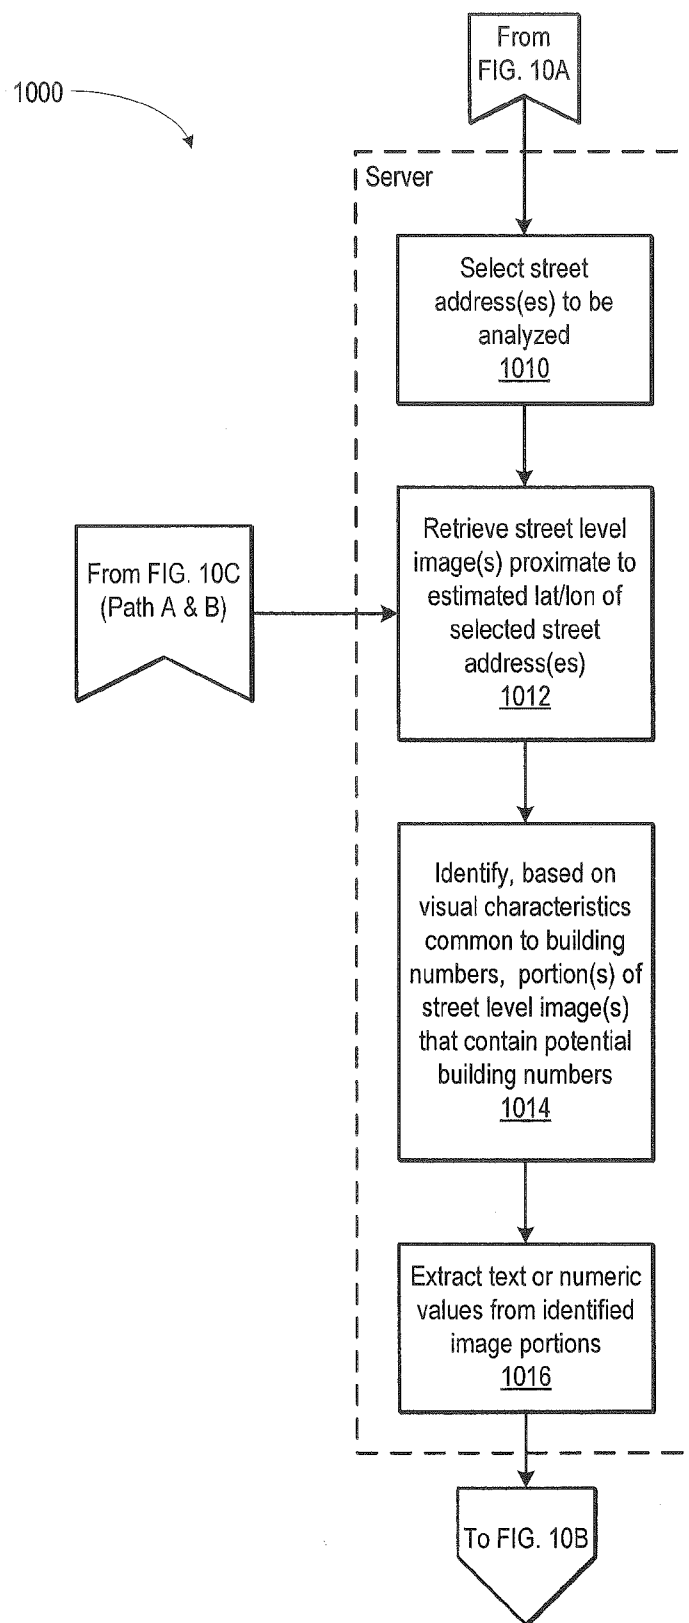 From
FIG. 10A
1000
Server
Select street
address(es) to be
analyzed
1010
From FIG. 10C
(Path A & B)
Retrieve street level
image(s) proximate to
estimated lat/lon of
selected street
address(es)
1012
Identify, based on
visual characteristics
common to building
numbers, portion(s) of
street level image(s)
that contain potential
building numbers
1014
Extract text or numeric
values from identified
image portions
1016
To FIG. 10B